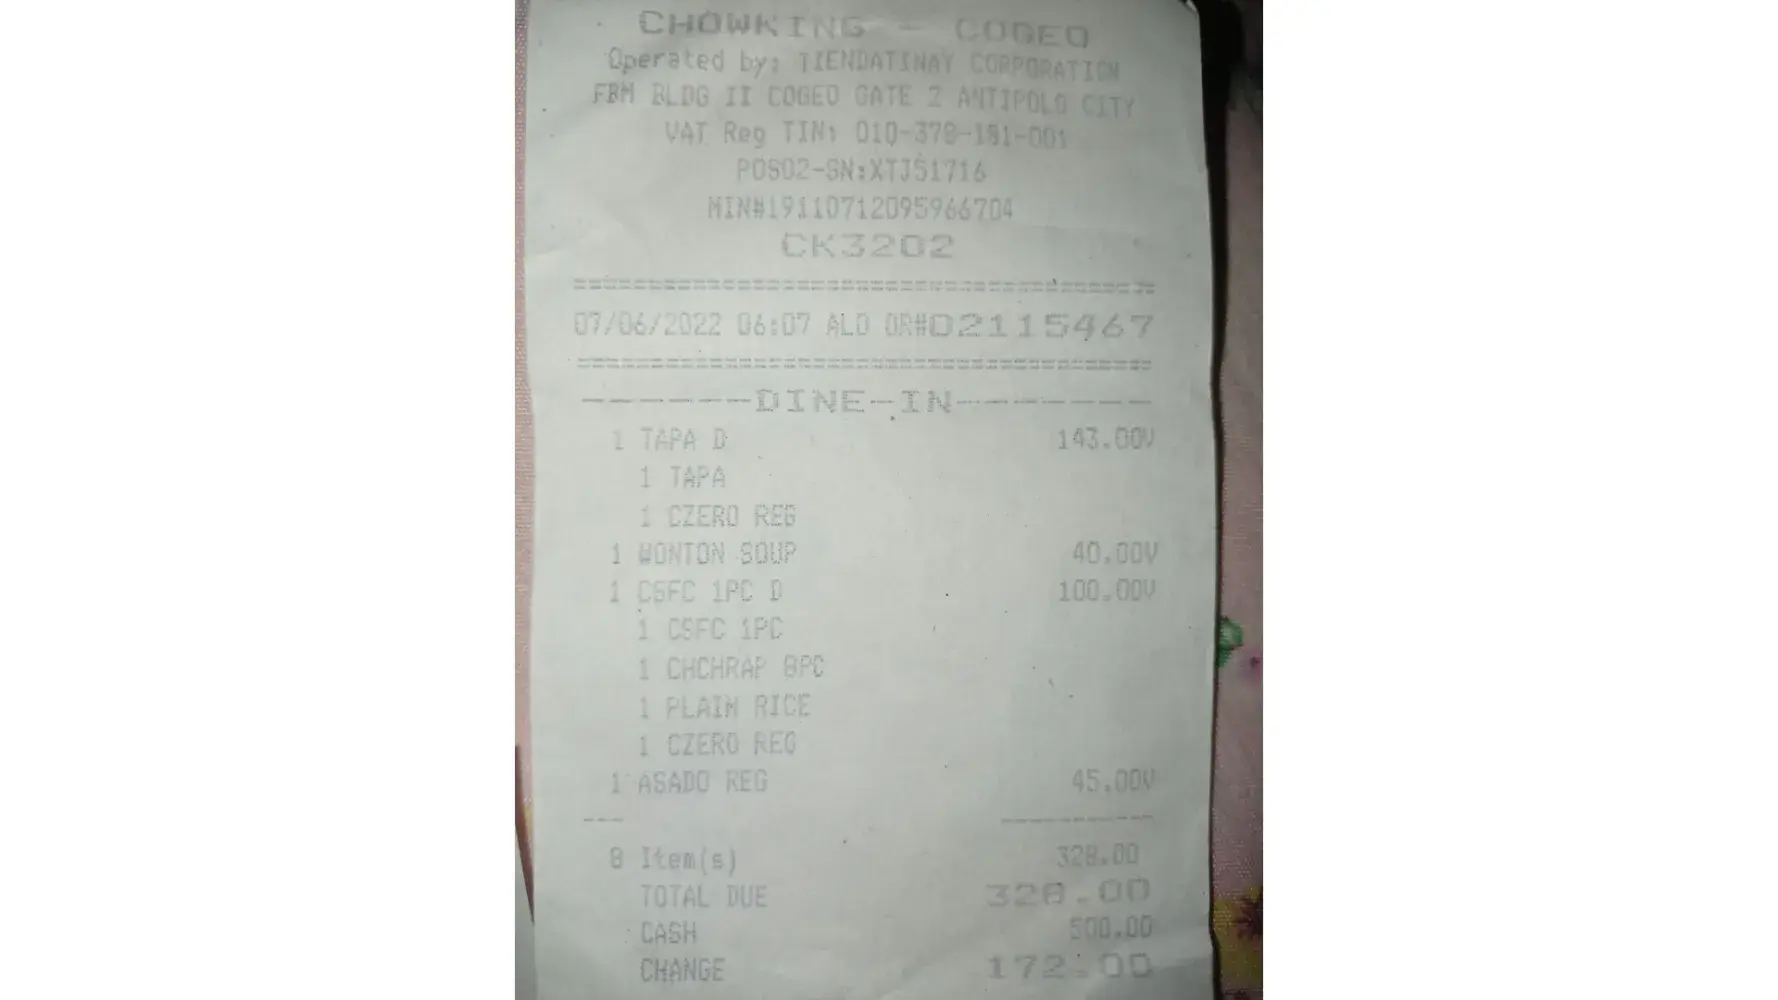 CHOWKING - COGEO
Operated by: TIENDATINAY CORPORATION
FBM BLDG II COGEO GATE 2 ANTIPOLO CITY
VAT Reg TIN: 010-378-181-001
POS02-SN:XTJ51716
MIN#19110712095966704
CK3202
07/06/2022 06:07 ALO OR#02115467
------DINE-IN-------
1 TAPA D 143.00V
1 TAPA
1 CZERO REG
1 WONTON SOUP 40.00V
1 CSFC 1PC D 100.00V
1 CSFC 1PC
1 CHCHRAP 8PC
1 PLAIN RICE
1 CZERO REG
1 ASADO REG 45.00V
8 Item(s) 328.00
TOTAL DUE 328.00
CASH 500.00
CHANGE 172.00